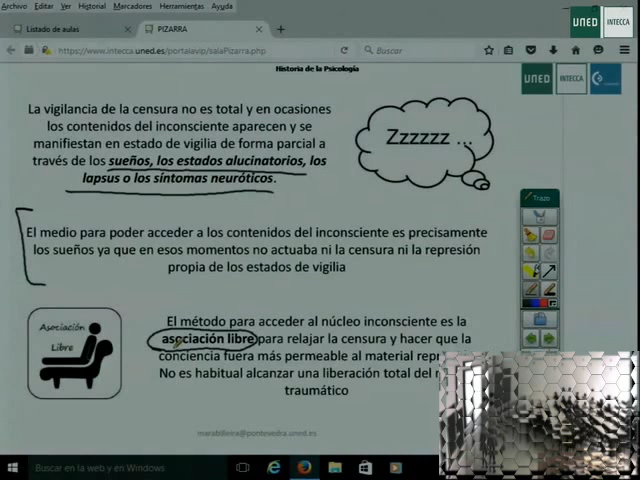 Archivo Editar Ver Historial Marcadores Herramientas Ayuda
Listado de aulas
PIZARRA
UNED
INTECCA
https://www.intecca.uned.es/portalavip/salaPizarra.php
Buscar
Historia de la Psicología
UNED
INTECCA
La vigilancia de la censura no es total y en ocasiones
los contenidos del inconsciente aparecen y se
manifiestan en estado de vigilia de forma parcial a
través de los sueños, los estados alucinatorios, los
lapsus o los síntomas neuróticos.
Zzzzzz ...
Trazo
El medio para poder acceder a los contenidos del inconsciente es precisamente
los sueños ya que en esos momentos no actuaba ni la censura ni la represión
propia de los estados de vigilia
Asociación
Libre
El método para acceder al núcleo inconsciente es la
asociación libre para relajar la censura y hacer que la
conciencia fuera más permeable al material
No es habitual alcanzar una liberación total del
traumático
marabilleira@pontevedra.uned.es
Buscar en la web y en Windows